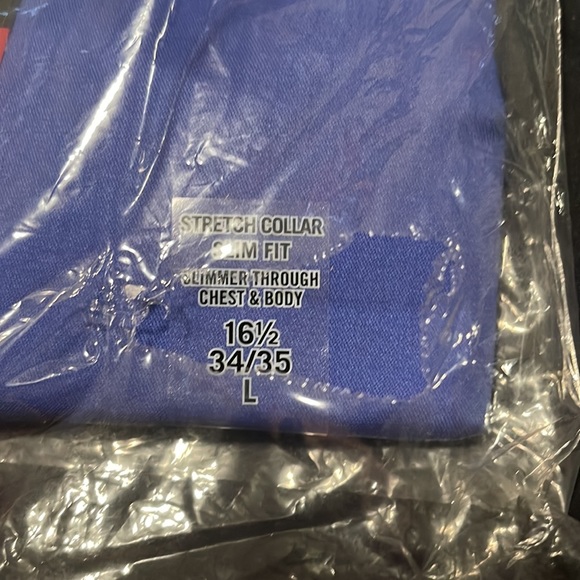 STRETCH COLLAR
SLIM FIT
SLIMMER THROUGH
CHEST & BODY
16½
34/35
L